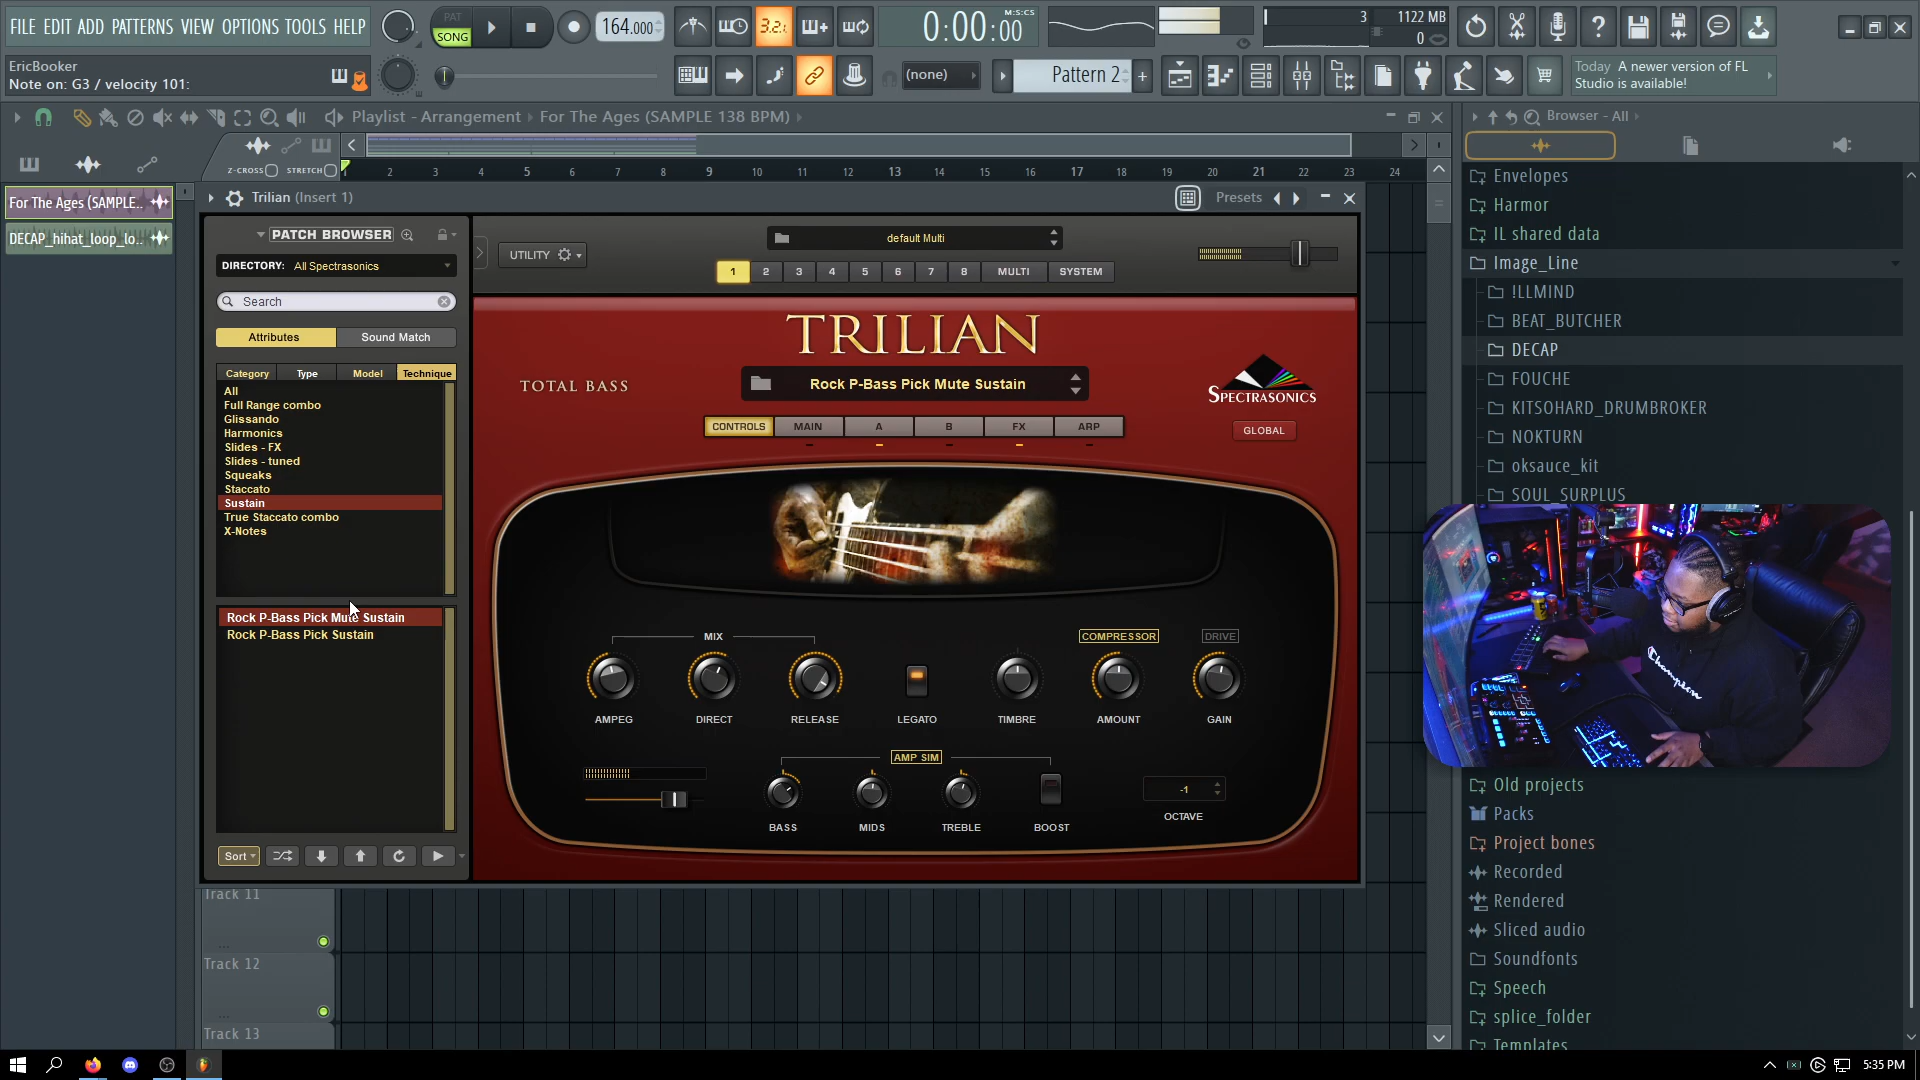 FILE EDIT ADD PATTERNS VIEW OPTIONS TOOLS HELP
PAT
SONG
164.000
3.2.1
0:00:00
M:S:CS
3
1122 MB
0
EricBooker
Note on: G3 / velocity 101:
(none)
Pattern 2
Today A newer version of FL
Studio is available!
Playlist - Arrangement › For The Ages (SAMPLE 138 BPM) ›
Browser - All
Z-CROSS
STRETCH
1 2 3 4 5 6 7 8 9 10 11 12 13 14 15 16 17 18 19 20 21 22 23 24
For The Ages (SAMPLE..
DECAP_hihat_loop_lo..
Trilian (Insert 1)
Presets
PATCH BROWSER
DIRECTORY: All Spectrasonics
Search
Attributes
Sound Match
Category
Type
Model
Technique
All
Full Range combo
Glissando
Harmonics
Slides - FX
Slides - tuned
Squeaks
Staccato
Sustain
True Staccato combo
X-Notes
Rock P-Bass Pick Mute Sustain
Rock P-Bass Pick Sustain
Sort
UTILITY
default Multi
1 2 3 4 5 6 7 8 MULTI SYSTEM
TRILIAN
TOTAL BASS
Rock P-Bass Pick Mute Sustain
SPECTRASONICS
CONTROLS MAIN A B FX ARP
GLOBAL
MIX
COMPRESSOR
DRIVE
AMPEG
DIRECT
RELEASE
LEGATO
TIMBRE
AMOUNT
GAIN
AMP SIM
-1
OCTAVE
BASS
MIDS
TREBLE
BOOST
Track 11
...
Track 12
...
Track 13
Envelopes
Harmor
IL shared data
Image_Line
!LLMIND
BEAT_BUTCHER
DECAP
FOUCHE
KITSOHARD_DRUMBROKER
NOKTURN
oksauce_kit
SOUL_SURPLUS
Champion
Old projects
Packs
Project bones
Recorded
Rendered
Sliced audio
Soundfonts
Speech
splice_folder
Templates
5:35 PM